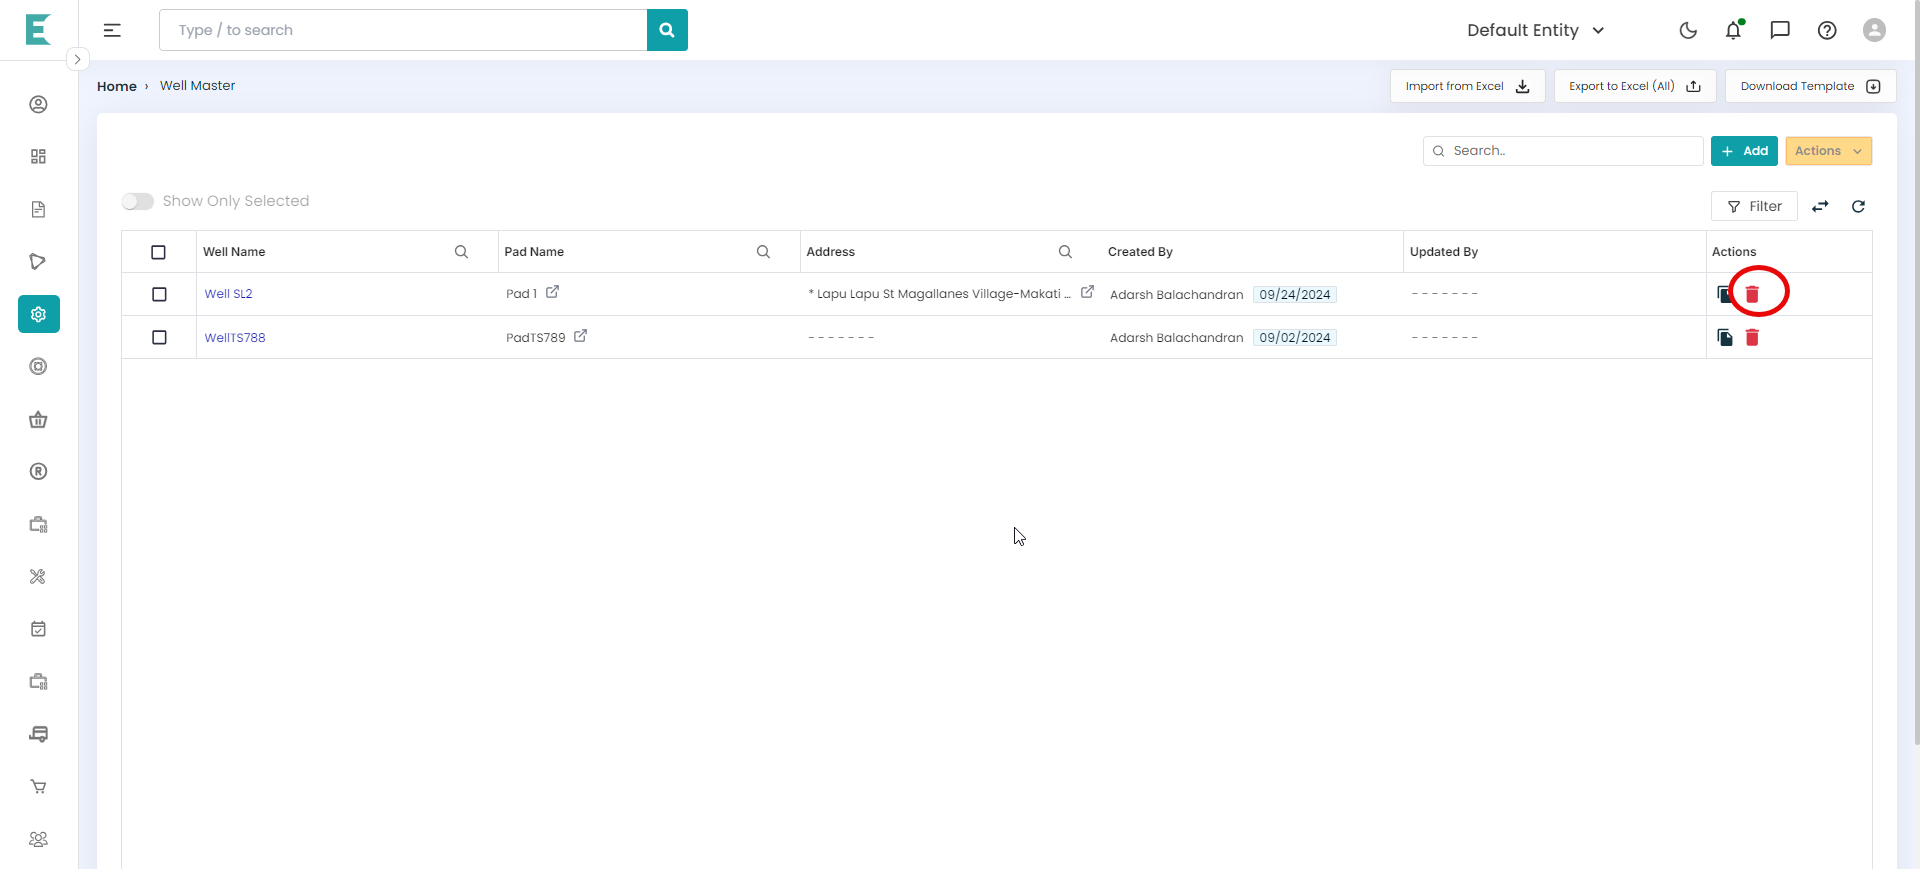 Type / to search
Default Entity
Home › Well Master
Import from Excel
Export to Excel (All)
Download Template
Search..
+ Add
Actions
Show Only Selected
Filter
Well Name
Pad Name
Address
Created By
Updated By
Actions
Well SL2
Pad 1
* Lapu Lapu St Magallanes Village-Makati ...
Adarsh Balachandran 09/24/2024
-------
WellTS788
PadTS789
-------
Adarsh Balachandran 09/02/2024
-------